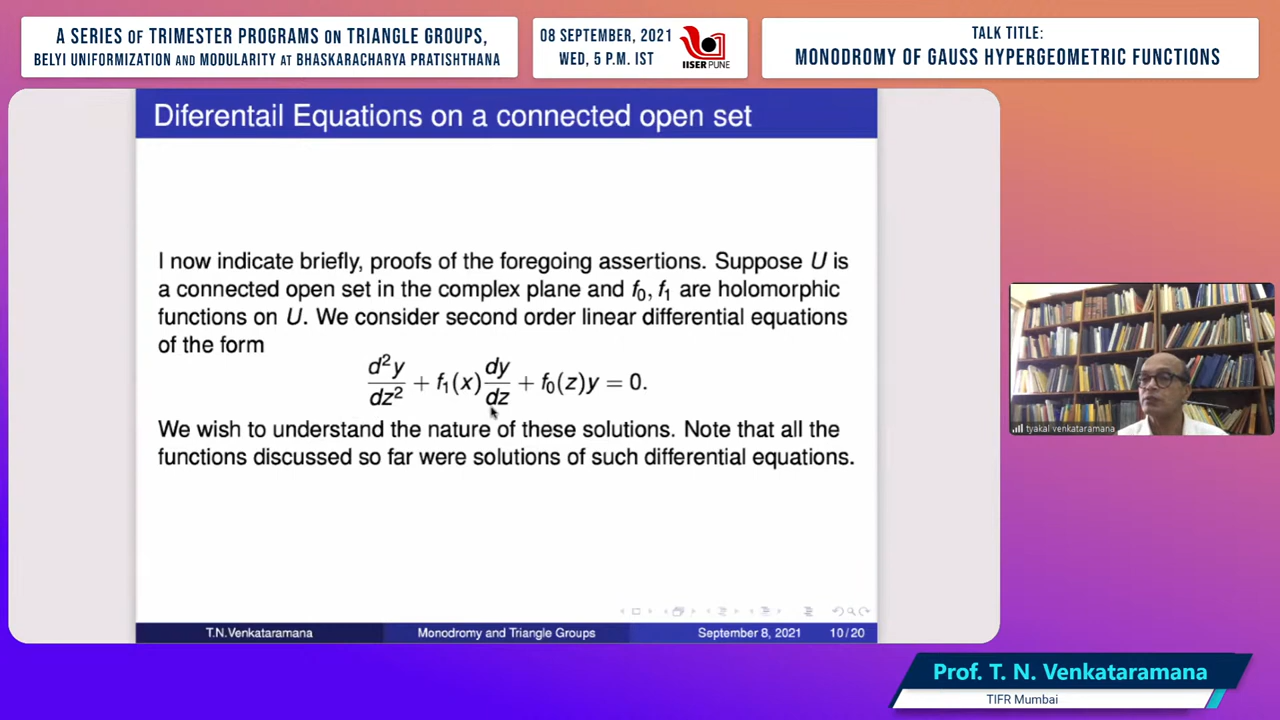 A SERIES OF TRIMESTER PROGRAMS ON TRIANGLE GROUPS,
BELYI UNIFORMIZATION AND MODULARITY AT BHASKARACHARYA PRATISHTHANA
08 SEPTEMBER, 2021
WED, 5 P.M. IST
IISER PUNE
TALK TITLE:
MONODROMY OF GAUSS HYPERGEOMETRIC FUNCTIONS
Diferentail Equations on a connected open set
I now indicate briefly, proofs of the foregoing assertions. Suppose U is
a connected open set in the complex plane and f₀, f₁ are holomorphic
functions on U. We consider second order linear differential equations
of the form
d²y/dz² + f₁(x) dy/dz + f₀(z)y = 0.
We wish to understand the nature of these solutions. Note that all the
functions discussed so far were solutions of such differential equations.
T.N.Venkataramana Monodromy and Triangle Groups September 8, 2021 10/20
tyakal venkataramana
Prof. T. N. Venkataramana
TIFR Mumbai